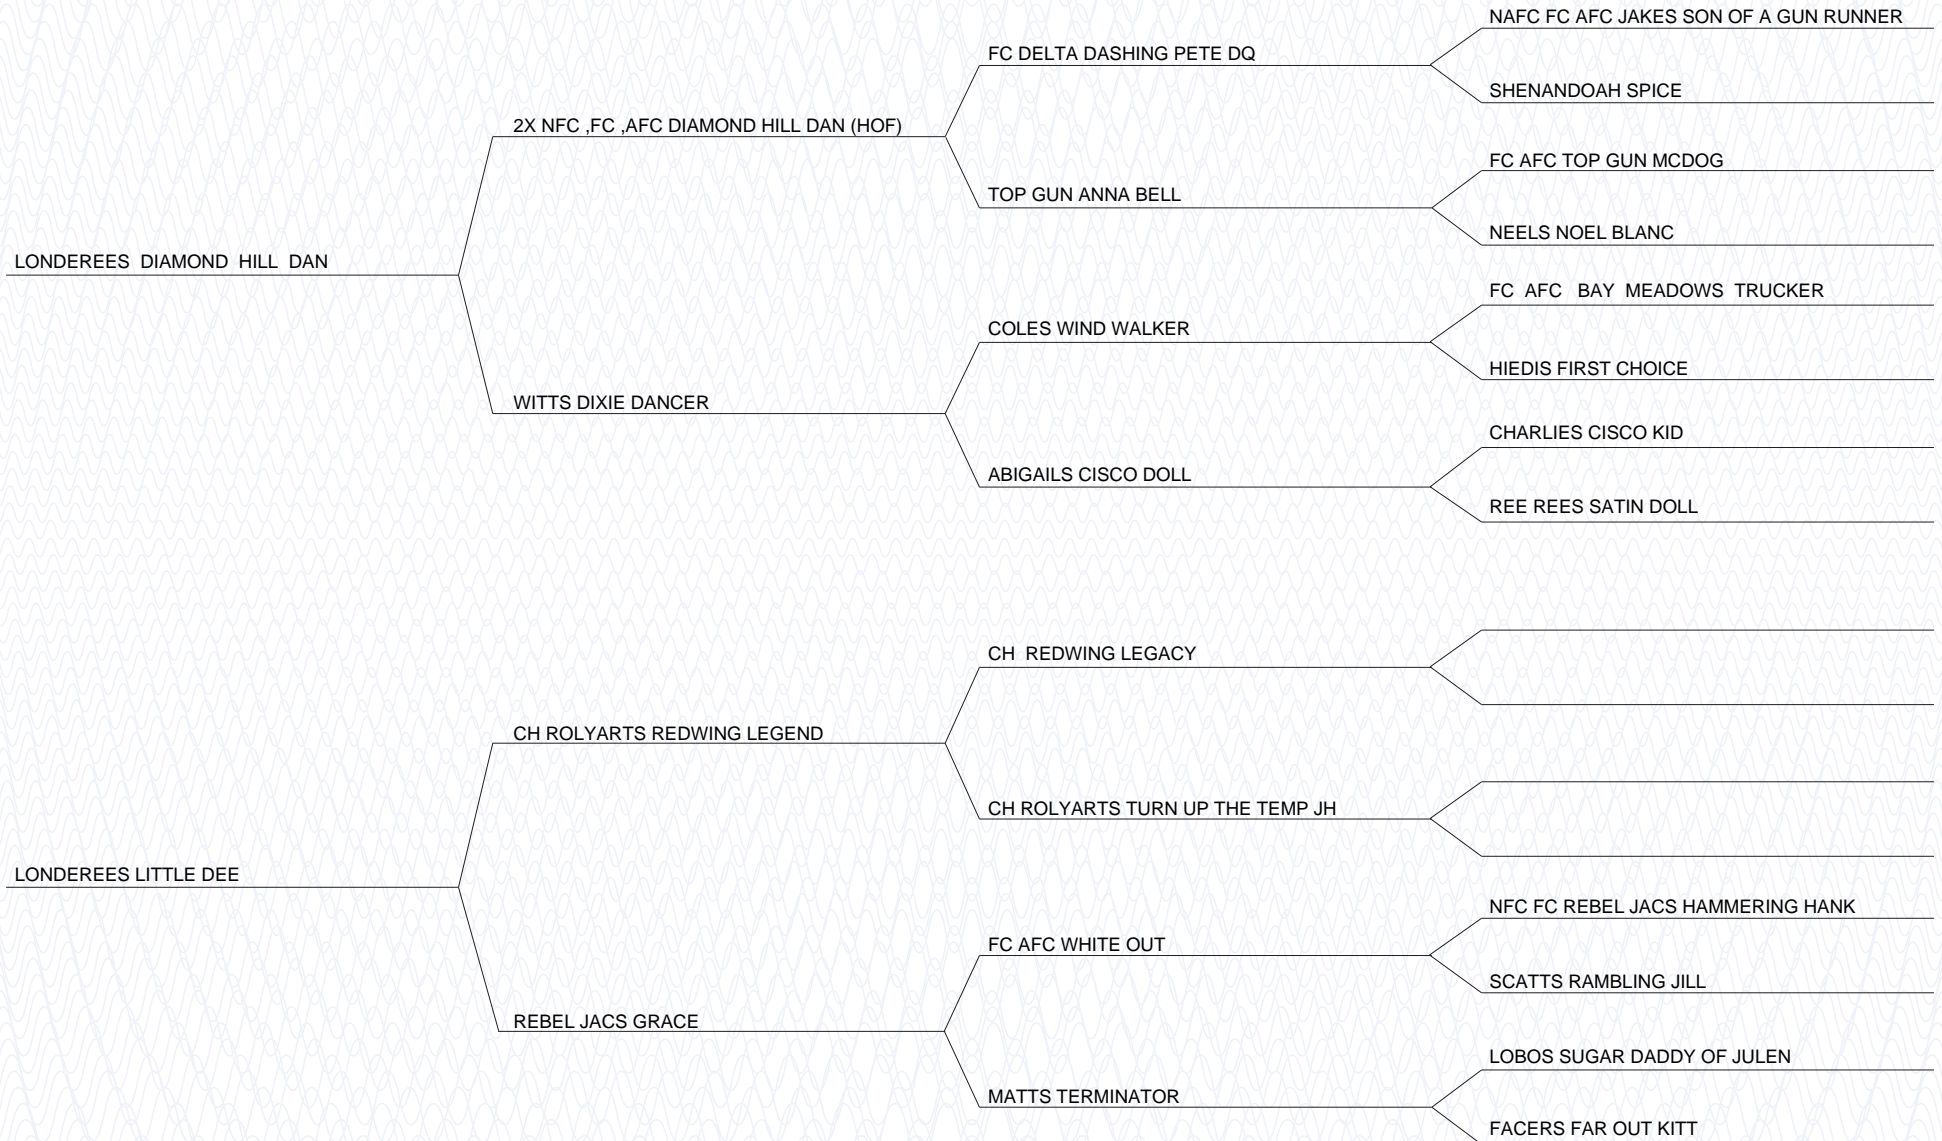 NAFC FC AFC JAKES SON OF A GUN RUNNER
FC DELTA DASHING PETE DQ
SHENANDOAH SPICE
2X NFC ,FC ,AFC DIAMOND HILL DAN (HOF)
FC AFC TOP GUN MCDOG
TOP GUN ANNA BELL
NEELS NOEL BLANC
LONDEREES DIAMOND HILL DAN
FC AFC BAY MEADOWS TRUCKER
COLES WIND WALKER
HIEDIS FIRST CHOICE
WITTS DIXIE DANCER
CHARLIES CISCO KID
ABIGAILS CISCO DOLL
REE REES SATIN DOLL
CH REDWING LEGACY
CH ROLYARTS REDWING LEGEND
CH ROLYARTS TURN UP THE TEMP JH
LONDEREES LITTLE DEE
NFC FC REBEL JACS HAMMERING HANK
FC AFC WHITE OUT
SCATTS RAMBLING JILL
REBEL JACS GRACE
LOBOS SUGAR DADDY OF JULEN
MATTS TERMINATOR
FACERS FAR OUT KITT